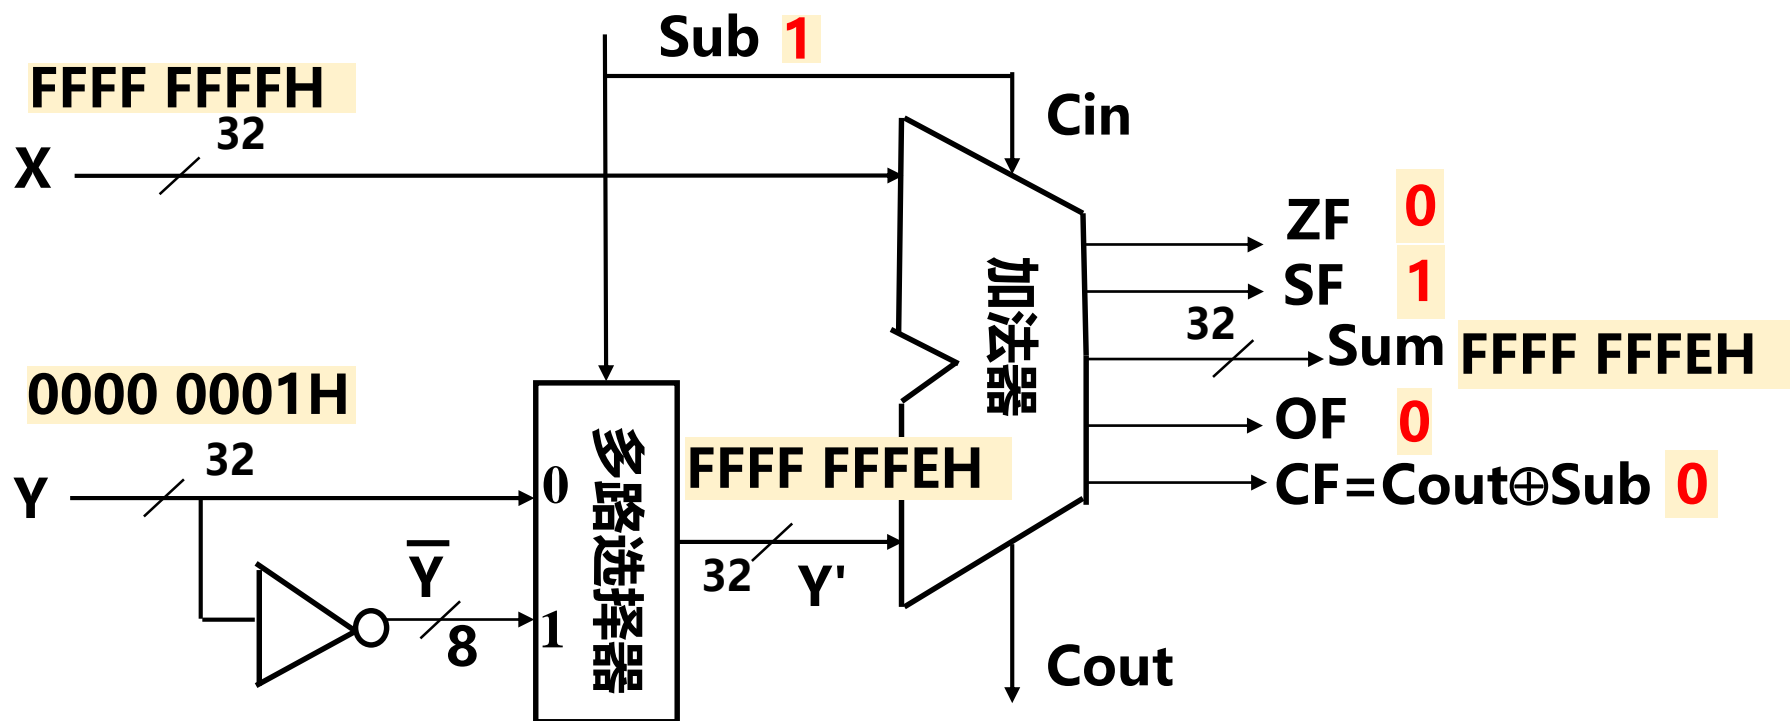 Sub 1
FFFF FFFFH
32
Cin
X
ZF 0
SF 1
32
Sum FFFF FFFEH
加法器
0000 0001H
OF 0
32
多路选择器
FFFF FFFEH
CF=Cout⊕Sub 0
Y
0
Y̅
32
Y'
8
1
Cout